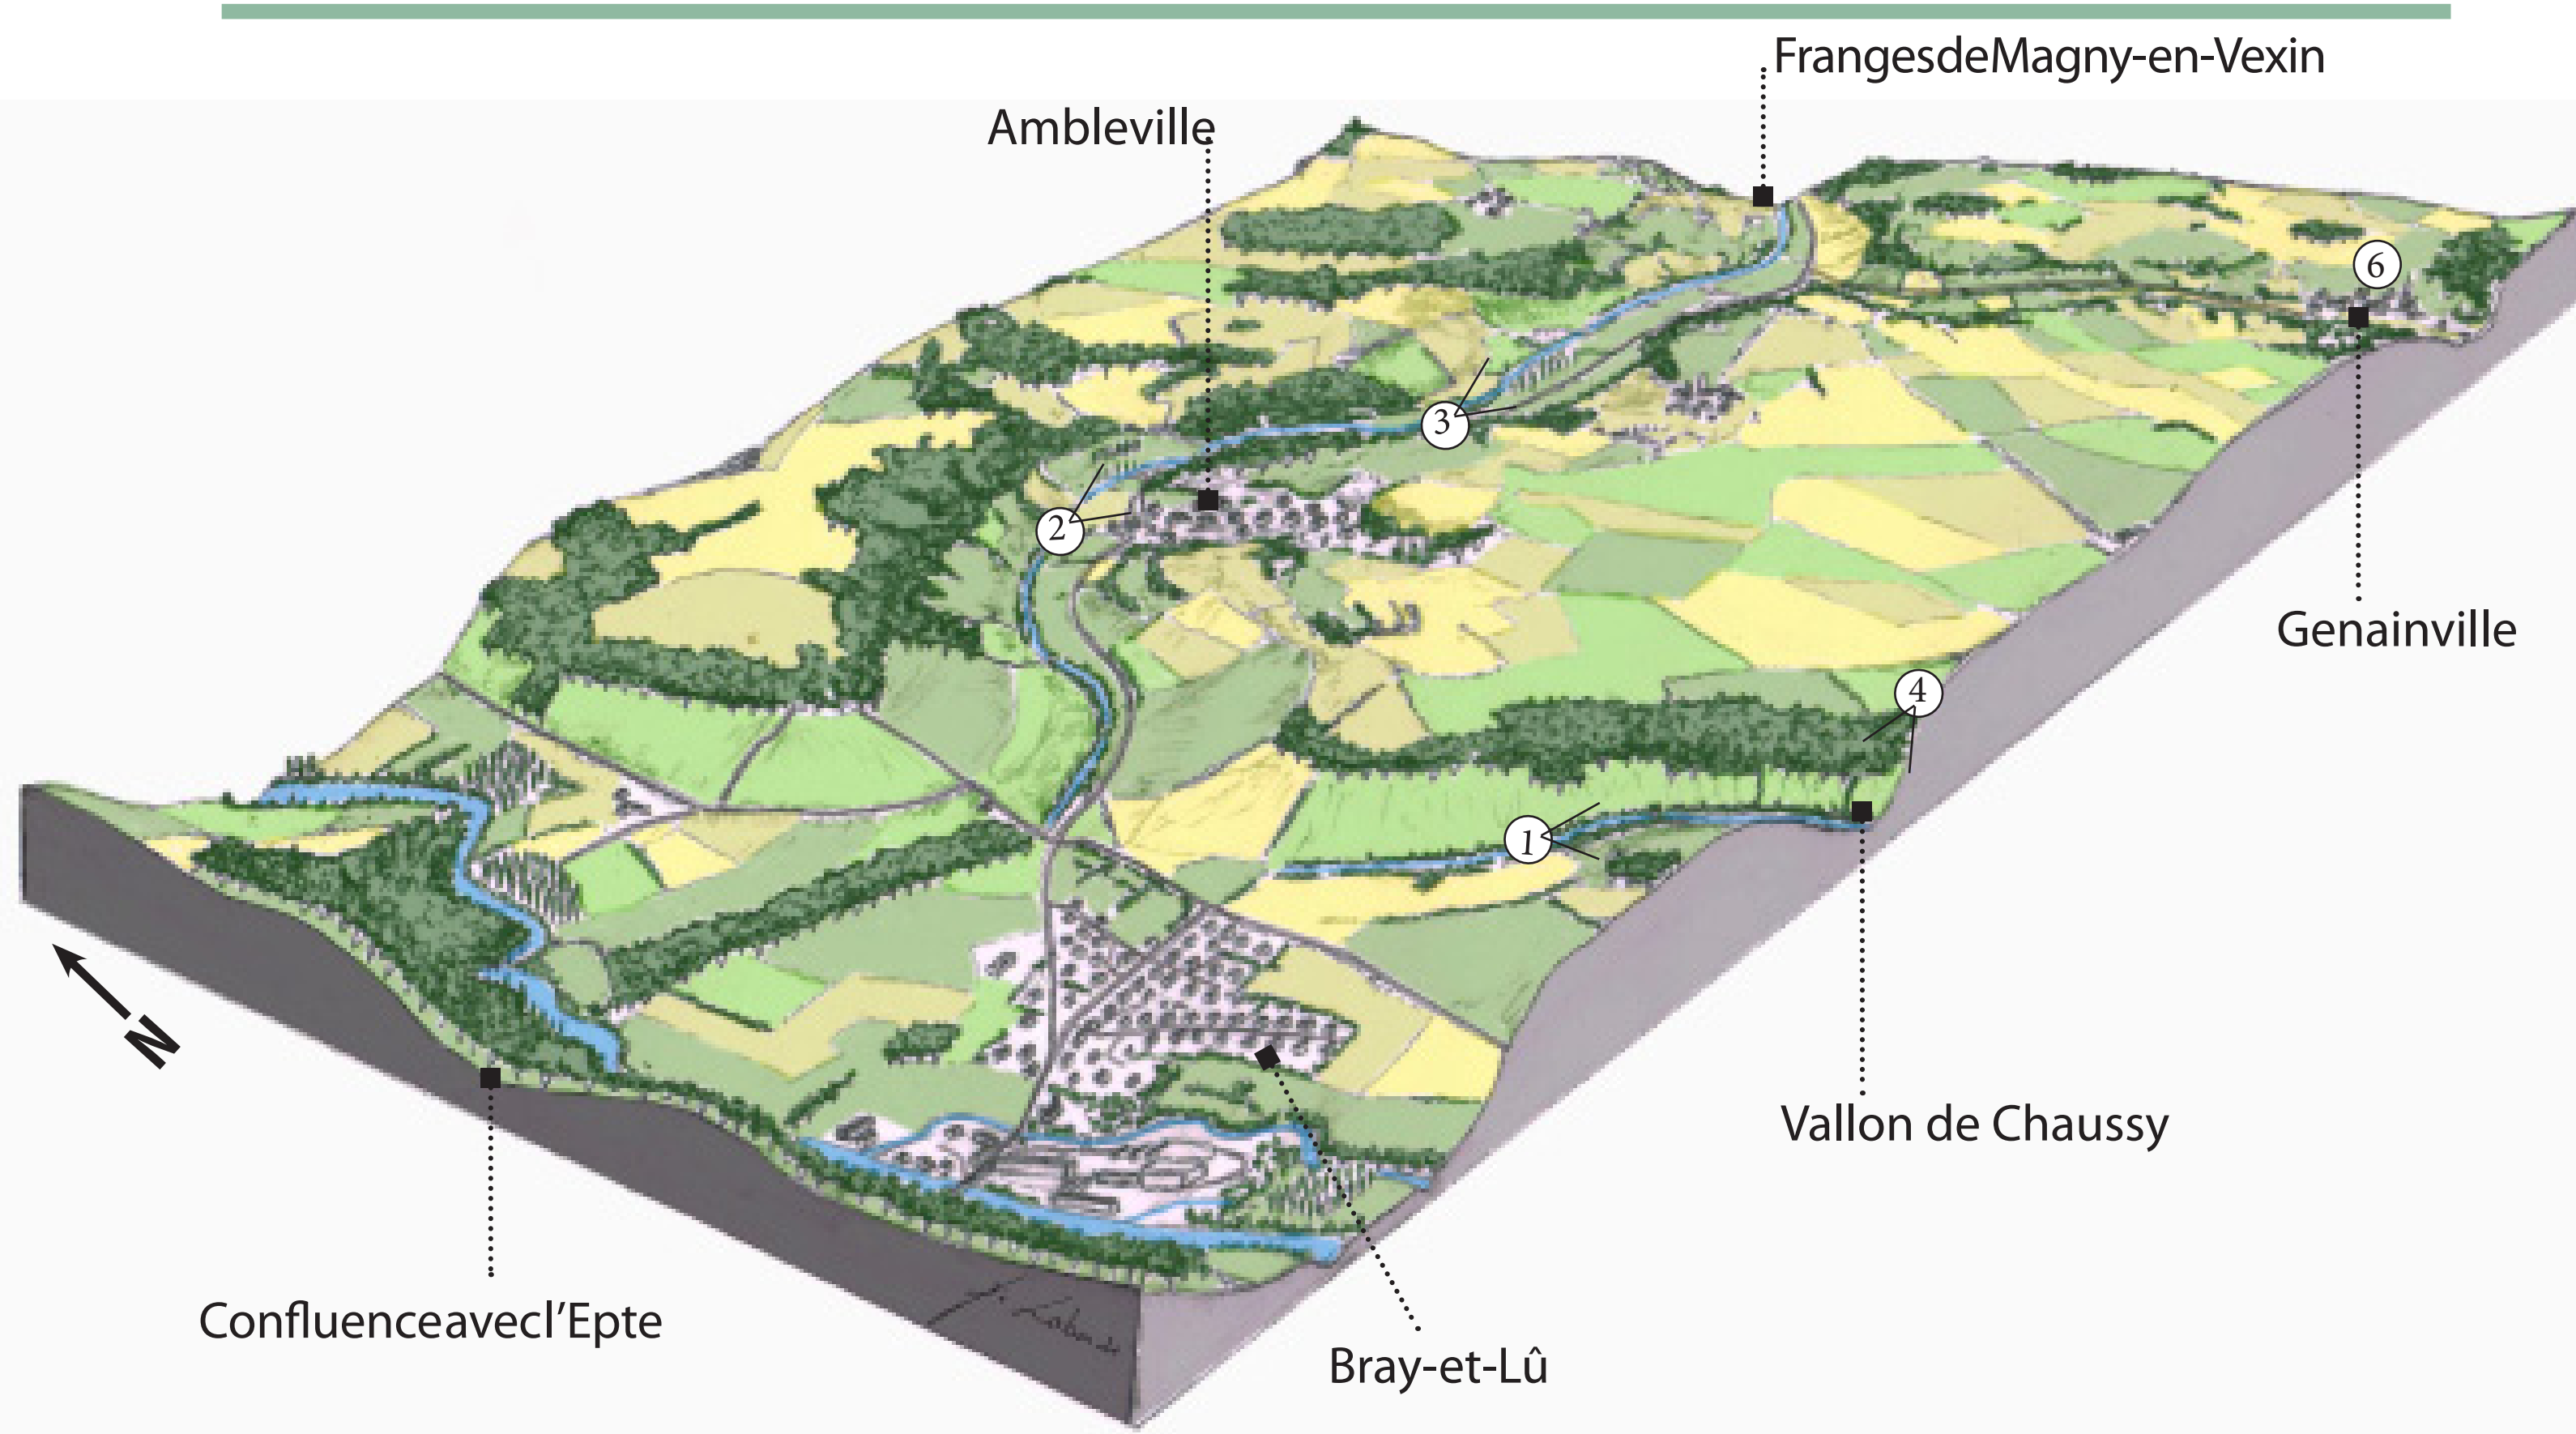 FrangesdeMagny-en-Vexin
Ambleville
6
3
2
Genainville
4
1
N
Vallon de Chaussy
Confluenceavecl’Epte
Bray-et-Lû